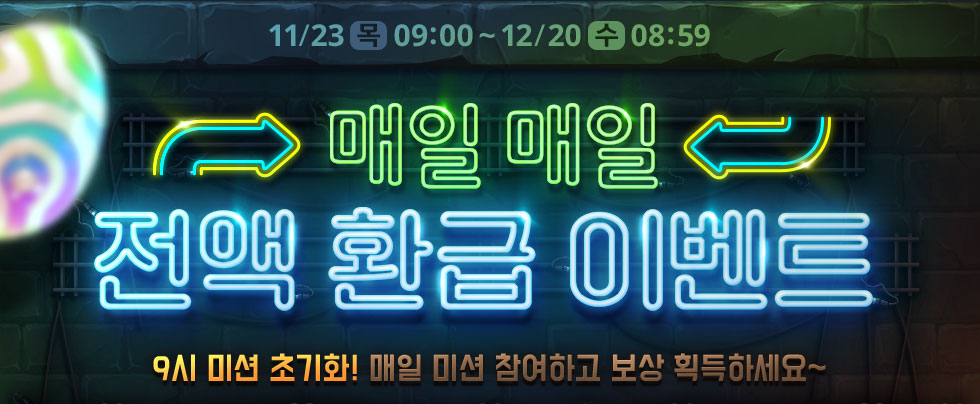 11/23 목 09:00 ~ 12/20 수 08:59
매일 매일
전액 환급 이벤트
9시 미션 초기화! 매일 미션 참여하고 보상 획득하세요~